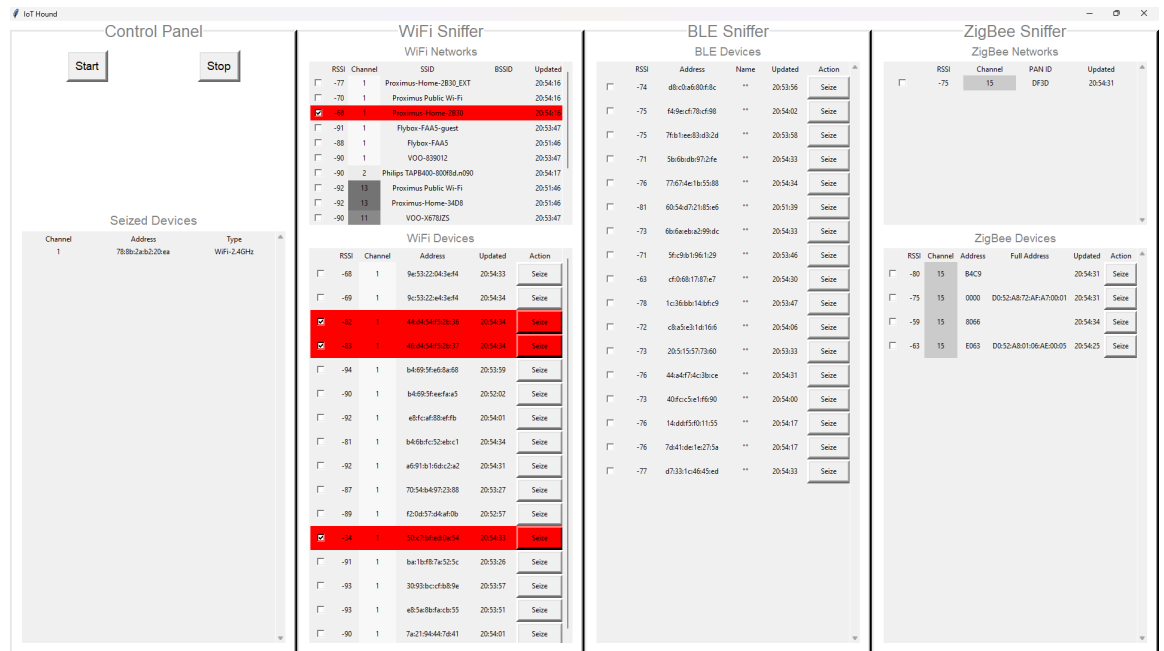 IoT Hound
Control Panel
Start
Stop
Seized Devices
Channel Address Type
1 78:8b:2a:b2:20:ea WiFi-2.4GHz
WiFi Sniffer
WiFi Networks
RSSI Channel SSID BSSID Updated
-77 1 Proximus-Home-2B30_EXT 20:54:16
-70 1 Proximus Public Wi-Fi 20:54:16
-68 1 Proximus-Home-2B30 20:54:16
-91 1 Flybox-FAA5-guest 20:53:47
-88 1 Flybox-FAA5 20:51:46
-90 1 VOO-839012 20:53:47
-90 2 Philips TAPB400-800f8d.n090 20:54:17
-92 13 Proximus Public Wi-Fi 20:51:46
-92 13 Proximus-Home-34D8 20:51:46
-90 11 VOO-X678JZS 20:53:47
WiFi Devices
RSSI Channel Address Updated Action
-68 1 9e:53:22:04:3e:f4 20:54:33 Seize
-69 1 9c:53:22:e4:3e:f4 20:54:34 Seize
1 20:54:34 Seize
1 20:54:34 Seize
-94 1 b4:69:5f:e6:8a:68 20:53:59 Seize
-90 1 b4:69:5f:ee:fa:a5 20:52:02 Seize
-92 1 e8:fc:af:88:ef:fb 20:54:01 Seize
-81 1 b4:6b:fc:52:eb:c1 20:54:34 Seize
-92 1 a6:91:b1:6d:c2:a2 20:54:31 Seize
-87 1 70:54:b4:97:23:88 20:53:27 Seize
-89 1 f2:0d:57:d4:af:0b 20:52:57 Seize
-34 1 20:54:33 Seize
-91 1 ba:1b:f8:7a:52:5c 20:53:26 Seize
-93 1 30:93:bc:cf:b8:9e 20:53:57 Seize
-93 1 e8:5a:8b:fa:cb:55 20:53:51 Seize
-90 1 7a:21:94:44:7d:41 20:54:01 Seize
BLE Sniffer
BLE Devices
RSSI Address Name Updated Action
-74 d8:c0:a6:80:ff:8c "" 20:53:56 Seize
-75 f4:9e:cf:78:cf:98 "" 20:54:02 Seize
-75 7f:b1:ee:83:d3:2d "" 20:53:58 Seize
-71 5b:6b:db:97:2:fe "" 20:54:33 Seize
-76 77:67:4e:1b:55:88 "" 20:54:34 Seize
-81 60:54:d7:21:85:e6 "" 20:51:39 Seize
-73 6b:6a:eb:a2:99:dc "" 20:54:33 Seize
-71 5f:c9:b1:96:1:29 "" 20:53:46 Seize
-63 cf:0:68:17:87:e7 "" 20:54:30 Seize
-78 1c:36:bb:14:bf:c9 "" 20:53:47 Seize
-72 c8:a5:e3:1d:16:6 "" 20:54:06 Seize
-73 20:5:15:57:73:60 "" 20:53:33 Seize
-76 44:a4:f7:4c:3b:ce "" 20:54:31 Seize
-73 40:fc:c5:e1:f6:90 "" 20:54:00 Seize
-76 14:dd:f5:f0:11:55 "" 20:54:17 Seize
-76 7d:41:de:1e:27:5a "" 20:54:17 Seize
-77 d7:33:1c:46:45:ed "" 20:54:33 Seize
ZigBee Sniffer
ZigBee Networks
RSSI Channel PAN ID Updated
-75 15 DF3D 20:54:31
ZigBee Devices
RSSI Channel Address Full Address Updated Action
-80 15 B4C9 20:54:31 Seize
-75 15 0000 D0:52:A8:72:AF:A7:00:01 20:54:31 Seize
-59 15 8066 20:54:34 Seize
-63 15 E063 D0:52:A8:01:06:AE:00:05 20:54:25 Seize